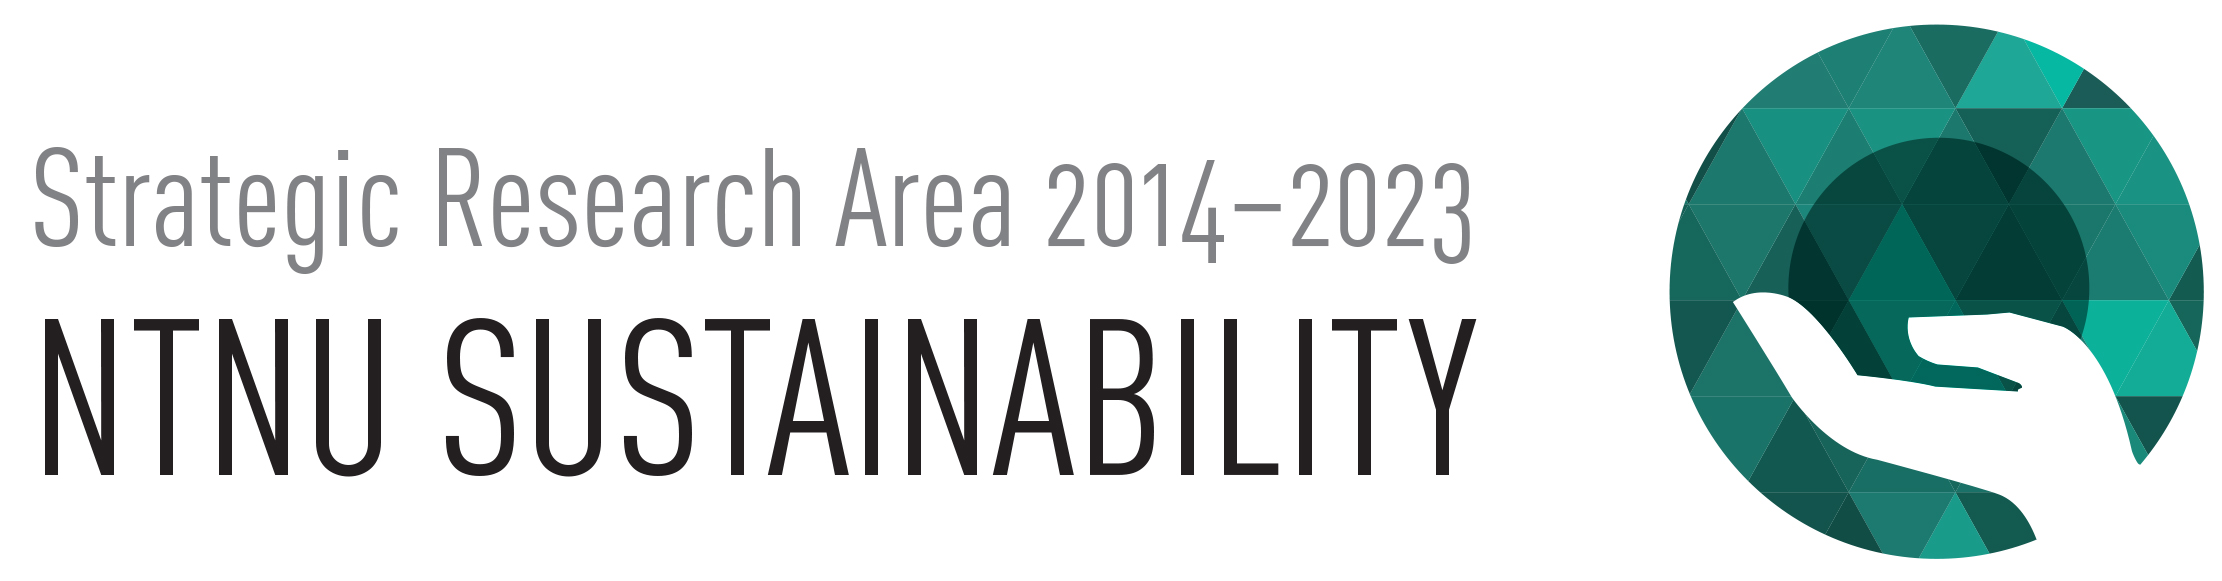 Strategic Research Area 2014–2023
NTNU SUSTAINABILITY